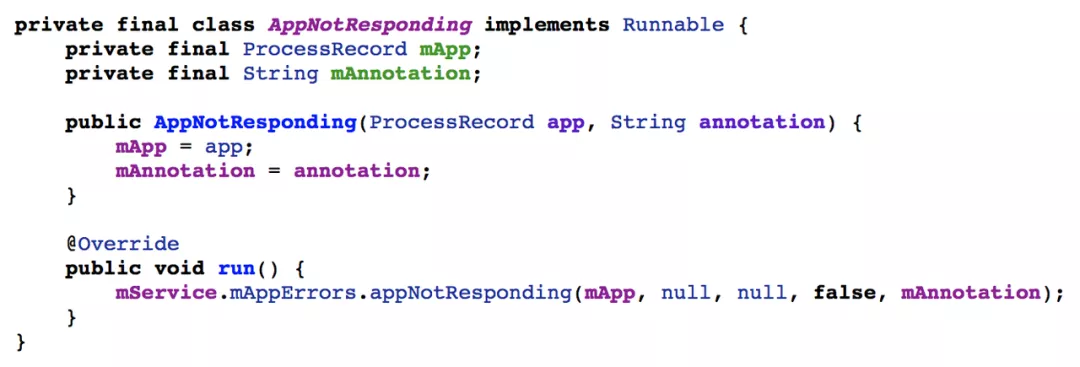 private final class AppNotResponding implements Runnable {
    private final ProcessRecord mApp;
    private final String mAnnotation;

    public AppNotResponding(ProcessRecord app, String annotation) {
        mApp = app;
        mAnnotation = annotation;
    }

    @Override
    public void run() {
        mService.mAppErrors.appNotResponding(mApp, null, null, false, mAnnotation);
    }
}